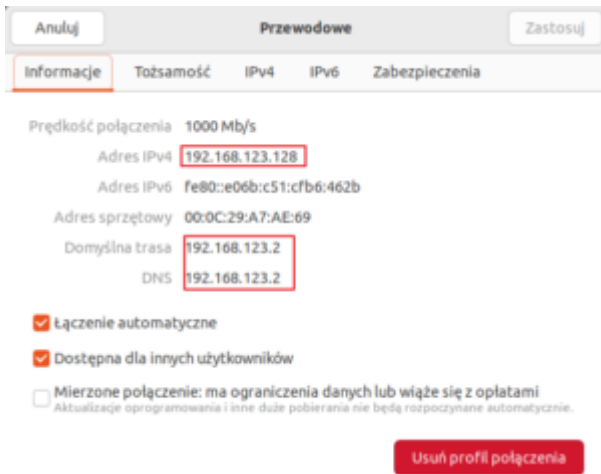 Anuluj Przewodowe Zastosuj
Informacje Tożsamość IPv4 IPv6 Zabezpieczenia
Prędkość połączenia 1000 Mb/s
Adres IPv4 192.168.123.128
Adres IPv6 fe80::e06b:c51:cfb6:462b
Adres sprzętowy 00:0C:29:A7:AE:69
Domyślna trasa 192.168.123.2
DNS 192.168.123.2
Łączenie automatyczne
Dostępna dla innych użytkowników
Mierzone połączenie: ma ograniczenia danych lub wiąże się z opłatami
Aktualizacje oprogramowania i inne duże pobierania nie będą rozpoczynane automatycznie.
Usuń profil połączenia